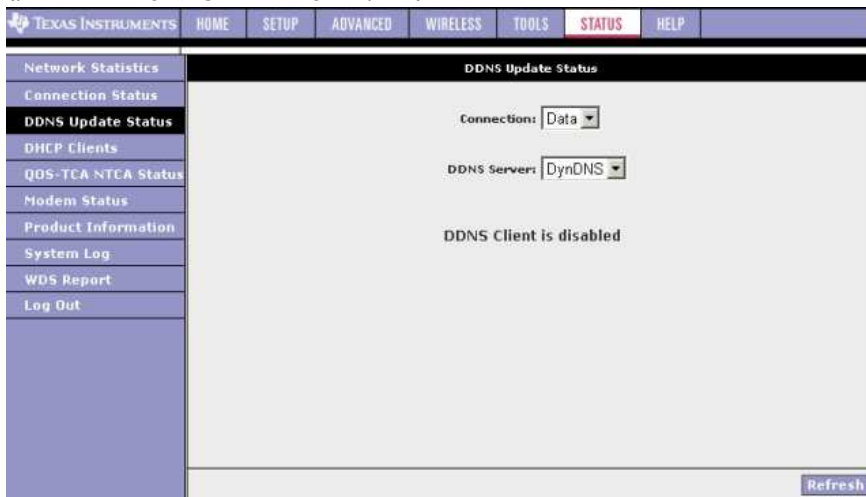 TEXAS INSTRUMENTS HOME SETUP ADVANCED WIRELESS TOOLS STATUS HELP
Network Statistics
Connection Status
DDNS Update Status
DHCP Clients
QOS-TCA NTCA Status
Modem Status
Product Information
System Log
WDS Report
Log Out
DDNS Update Status
Connection: Data
DDNS Server: DynDNS
DDNS Client is disabled
Refresh